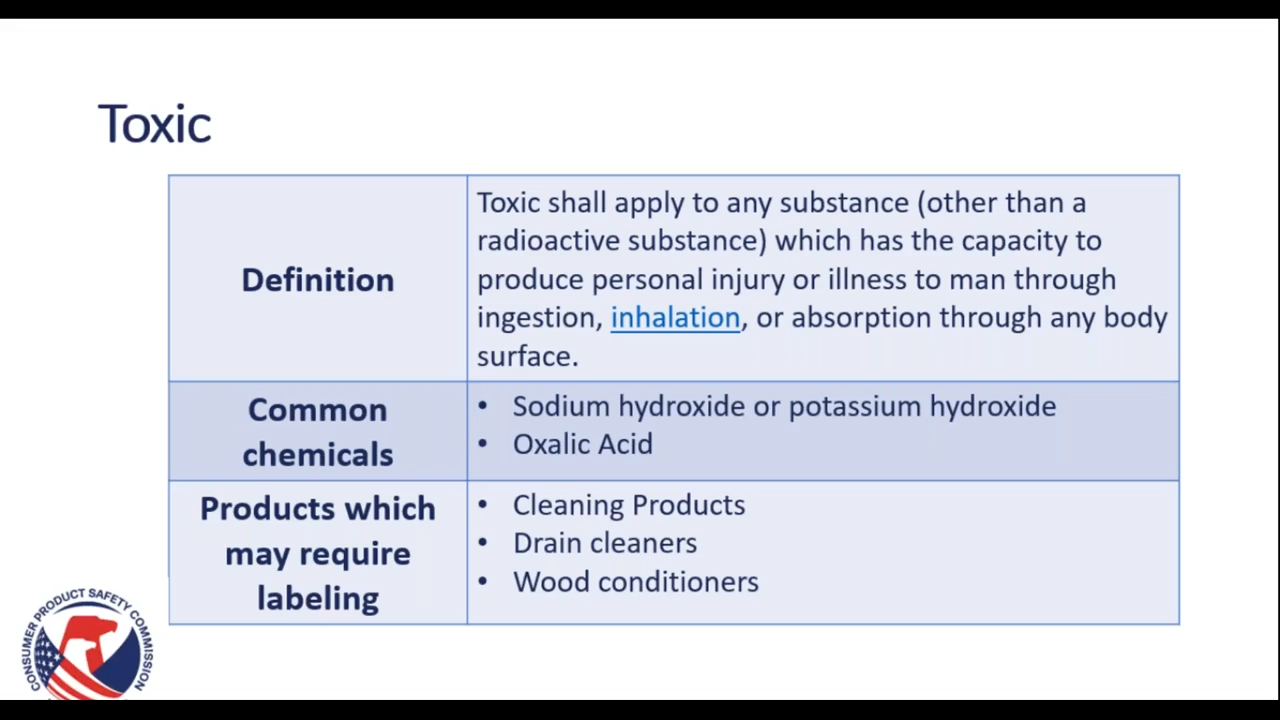 Toxic
Definition
Toxic shall apply to any substance (other than a
radioactive substance) which has the capacity to
produce personal injury or illness to man through
ingestion, inhalation, or absorption through any body
surface.
Common
chemicals
• Sodium hydroxide or potassium hydroxide
• Oxalic Acid
Products which
may require
labeling
• Cleaning Products
• Drain cleaners
• Wood conditioners
CONSUMER PRODUCT SAFETY COMMISSION